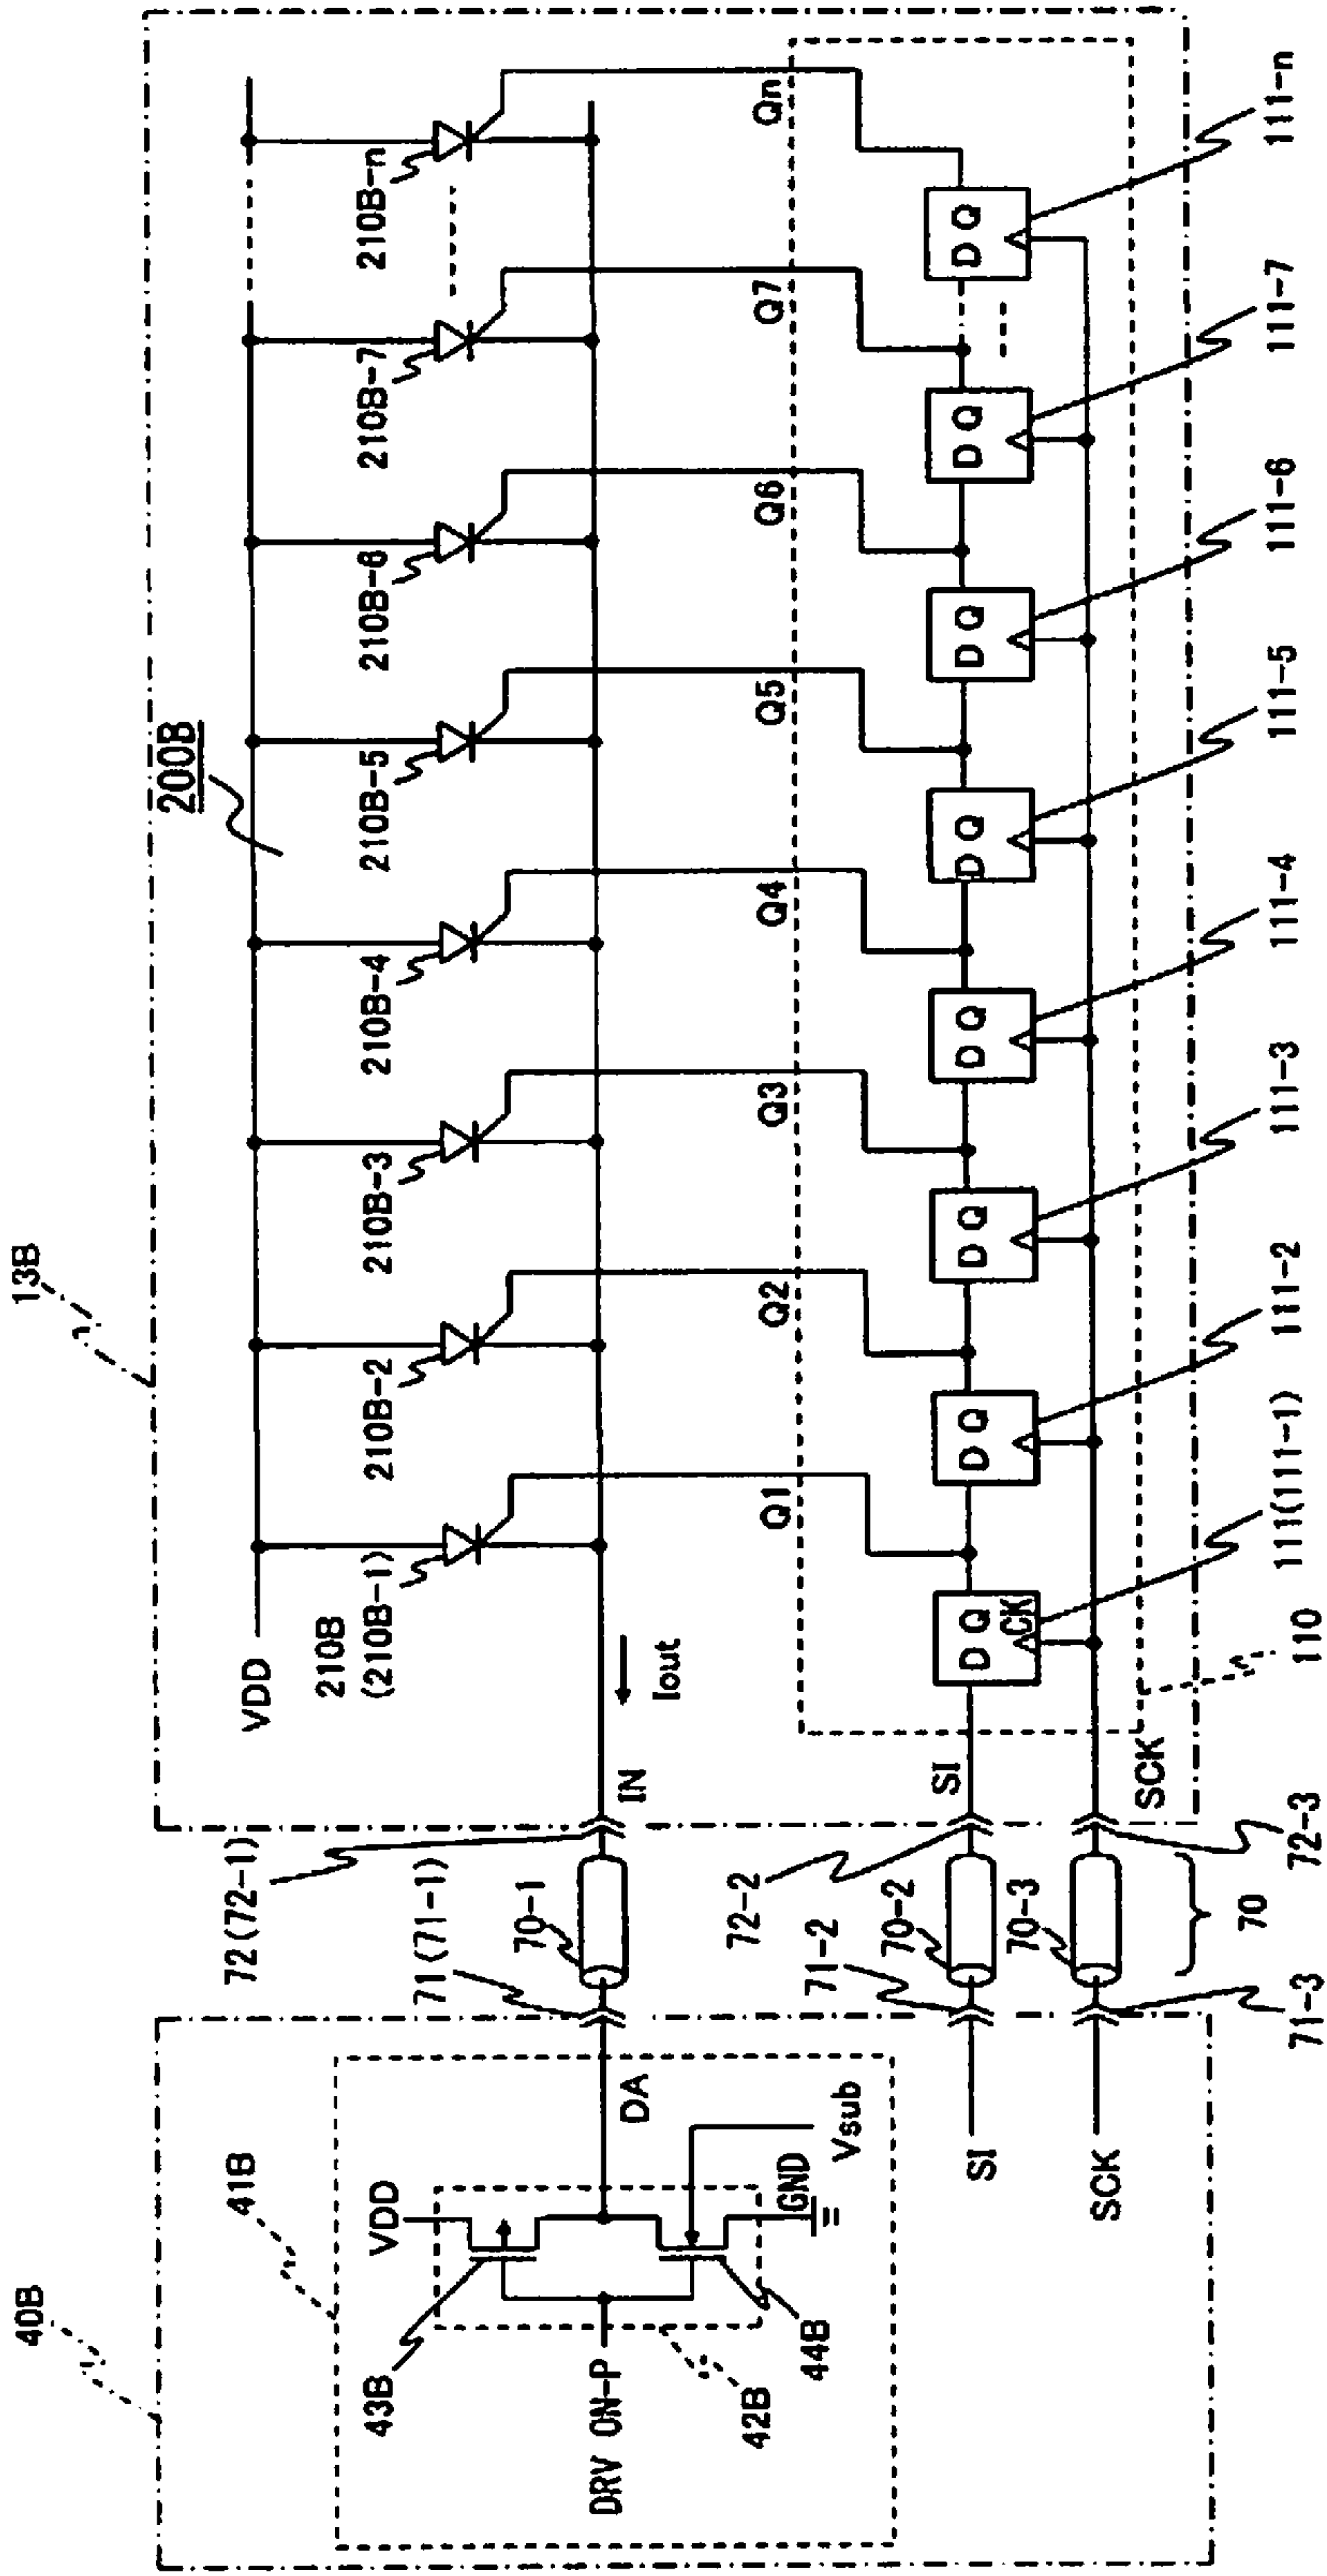 40B
13B
41B
VDD
43B
DRV ON-P
42B
44B
GND
Vsub
DA
SI
SCK
71(71-1)
72(72-1)
70-1
71-2
72-2
70-2
70-3
71-3
72-3
70
200B
VDD
210B
(210B-1)
210B-2
210B-3
210B-4
210B-5
210B-6
210B-7
210B-n
IN
Iout
Q1
Q2
Q3
Q4
Q5
Q6
Q7
Qn
SI
D Q
CK
D Q
D Q
D Q
D Q
D Q
D Q
D Q
SCK
110
111(111-1)
111-2
111-3
111-4
111-5
111-6
111-7
111-n